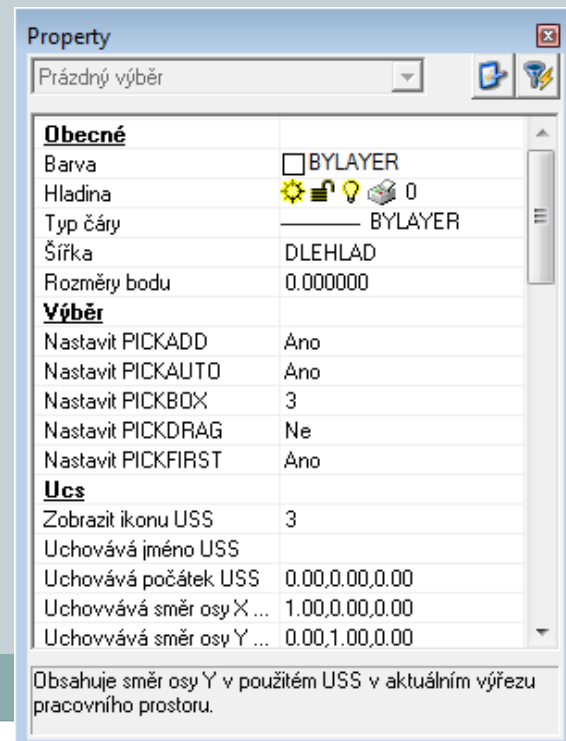 Property
Prázdný výběr
Obecné
Barva BYLAYER
Hladina 0
Typ čáry BYLAYER
Šířka DLEHLAD
Rozměry bodu 0.000000
Výběr
Nastavit PICKADD Ano
Nastavit PICKAUTO Ano
Nastavit PICKBOX 3
Nastavit PICKDRAG Ne
Nastavit PICKFIRST Ano
Ucs
Zobrazit ikonu USS 3
Uchovává jméno USS
Uchovává počátek USS 0.00,0.00,0.00
Uchovvává směr osy X ... 1.00,0.00,0.00
Uchovvává směr osy Y ... 0.00,1.00,0.00
Obsahuje směr osy Y v použitém USS v aktuálním výřezu
pracovního prostoru.